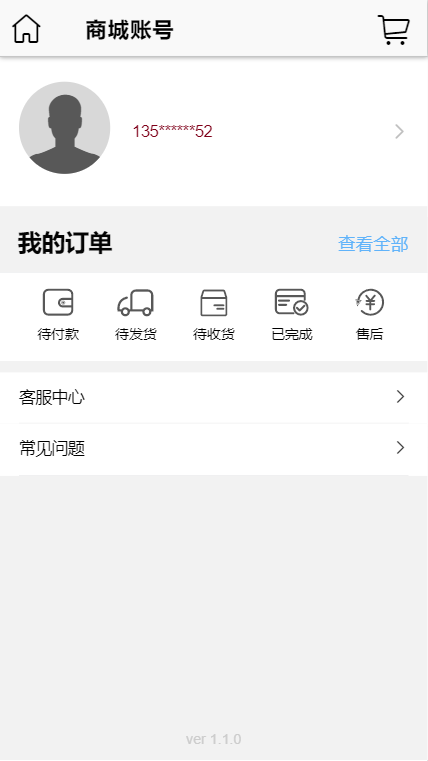 商城账号
135******52
我的订单 查看全部
待付款 待发货 待收货 已完成 售后
客服中心
常见问题
ver 1.1.0